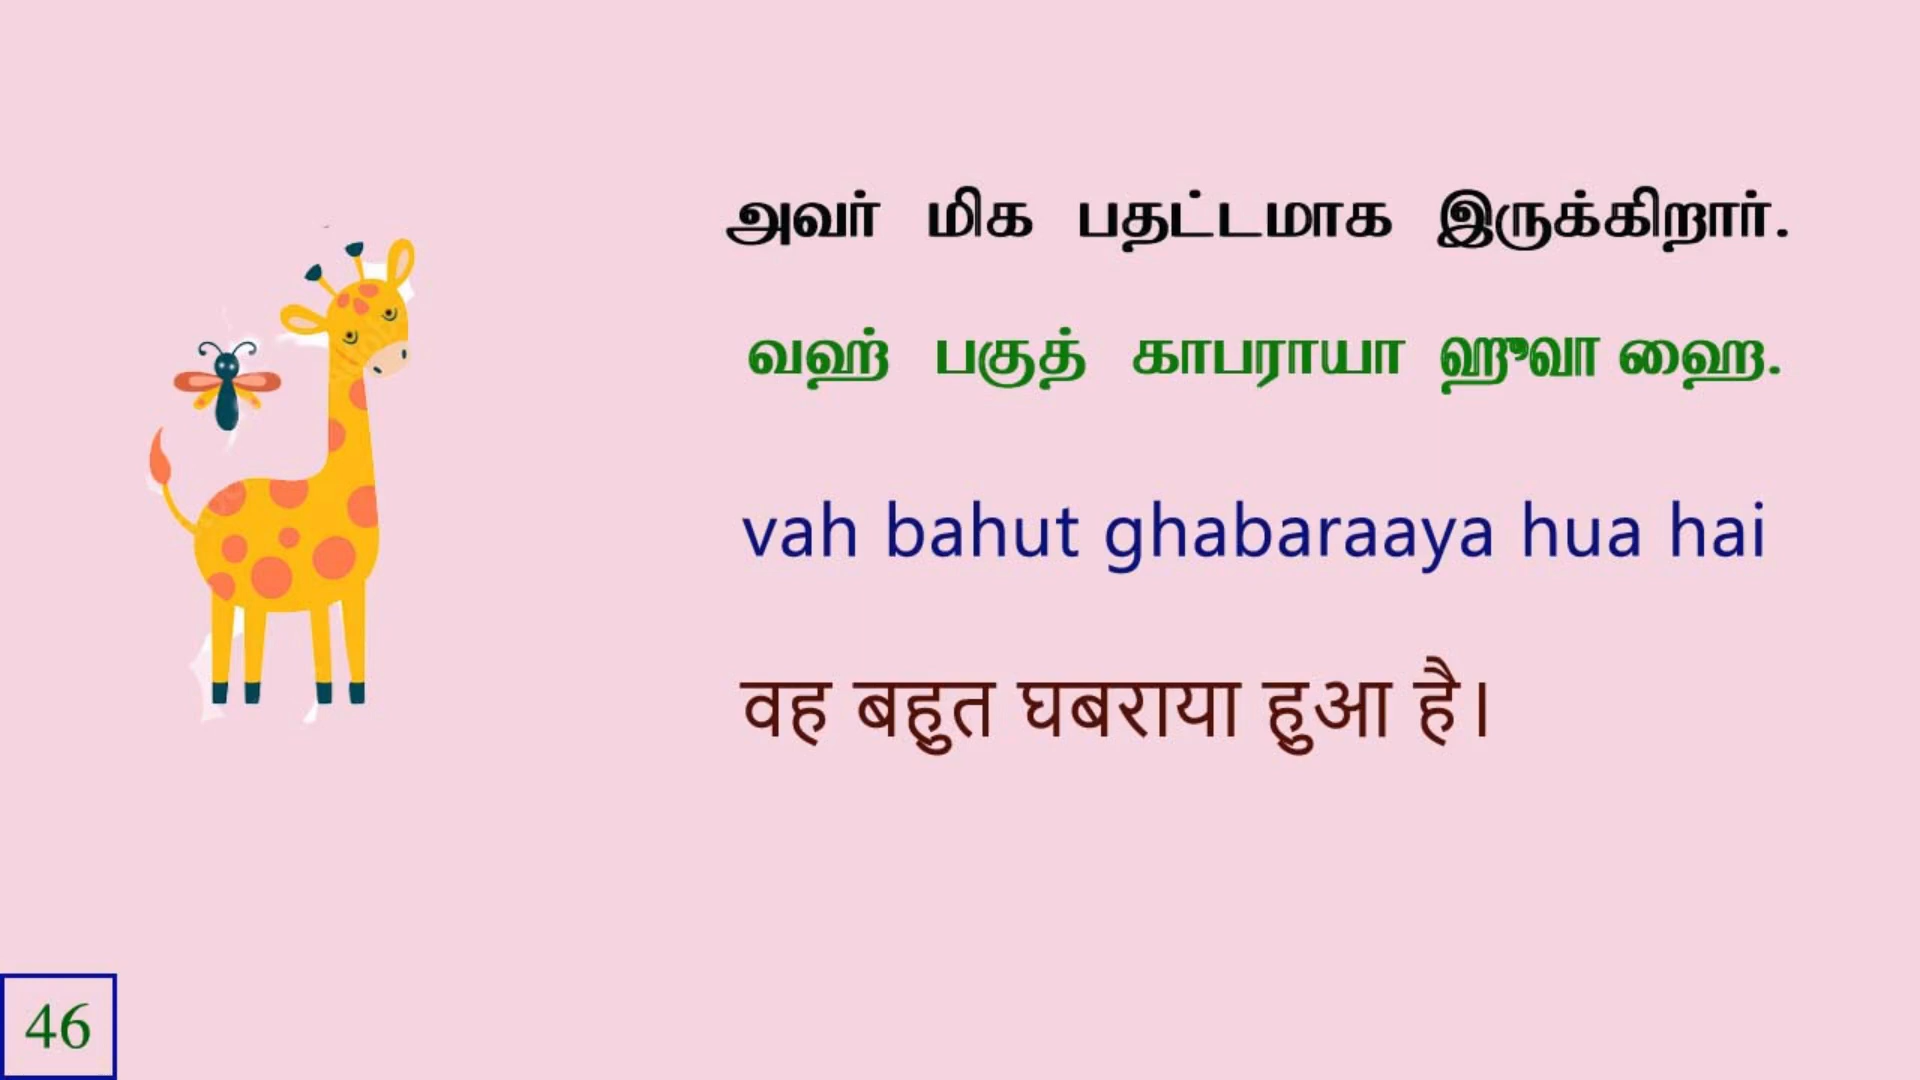 அவர் மிக பதட்டமாக இருக்கிறார்.
வஹ் பகுத் காபராயா ஹுவா ஹை.
vah bahut ghabaraaya hua hai
वह बहुत घबराया हुआ है।
46